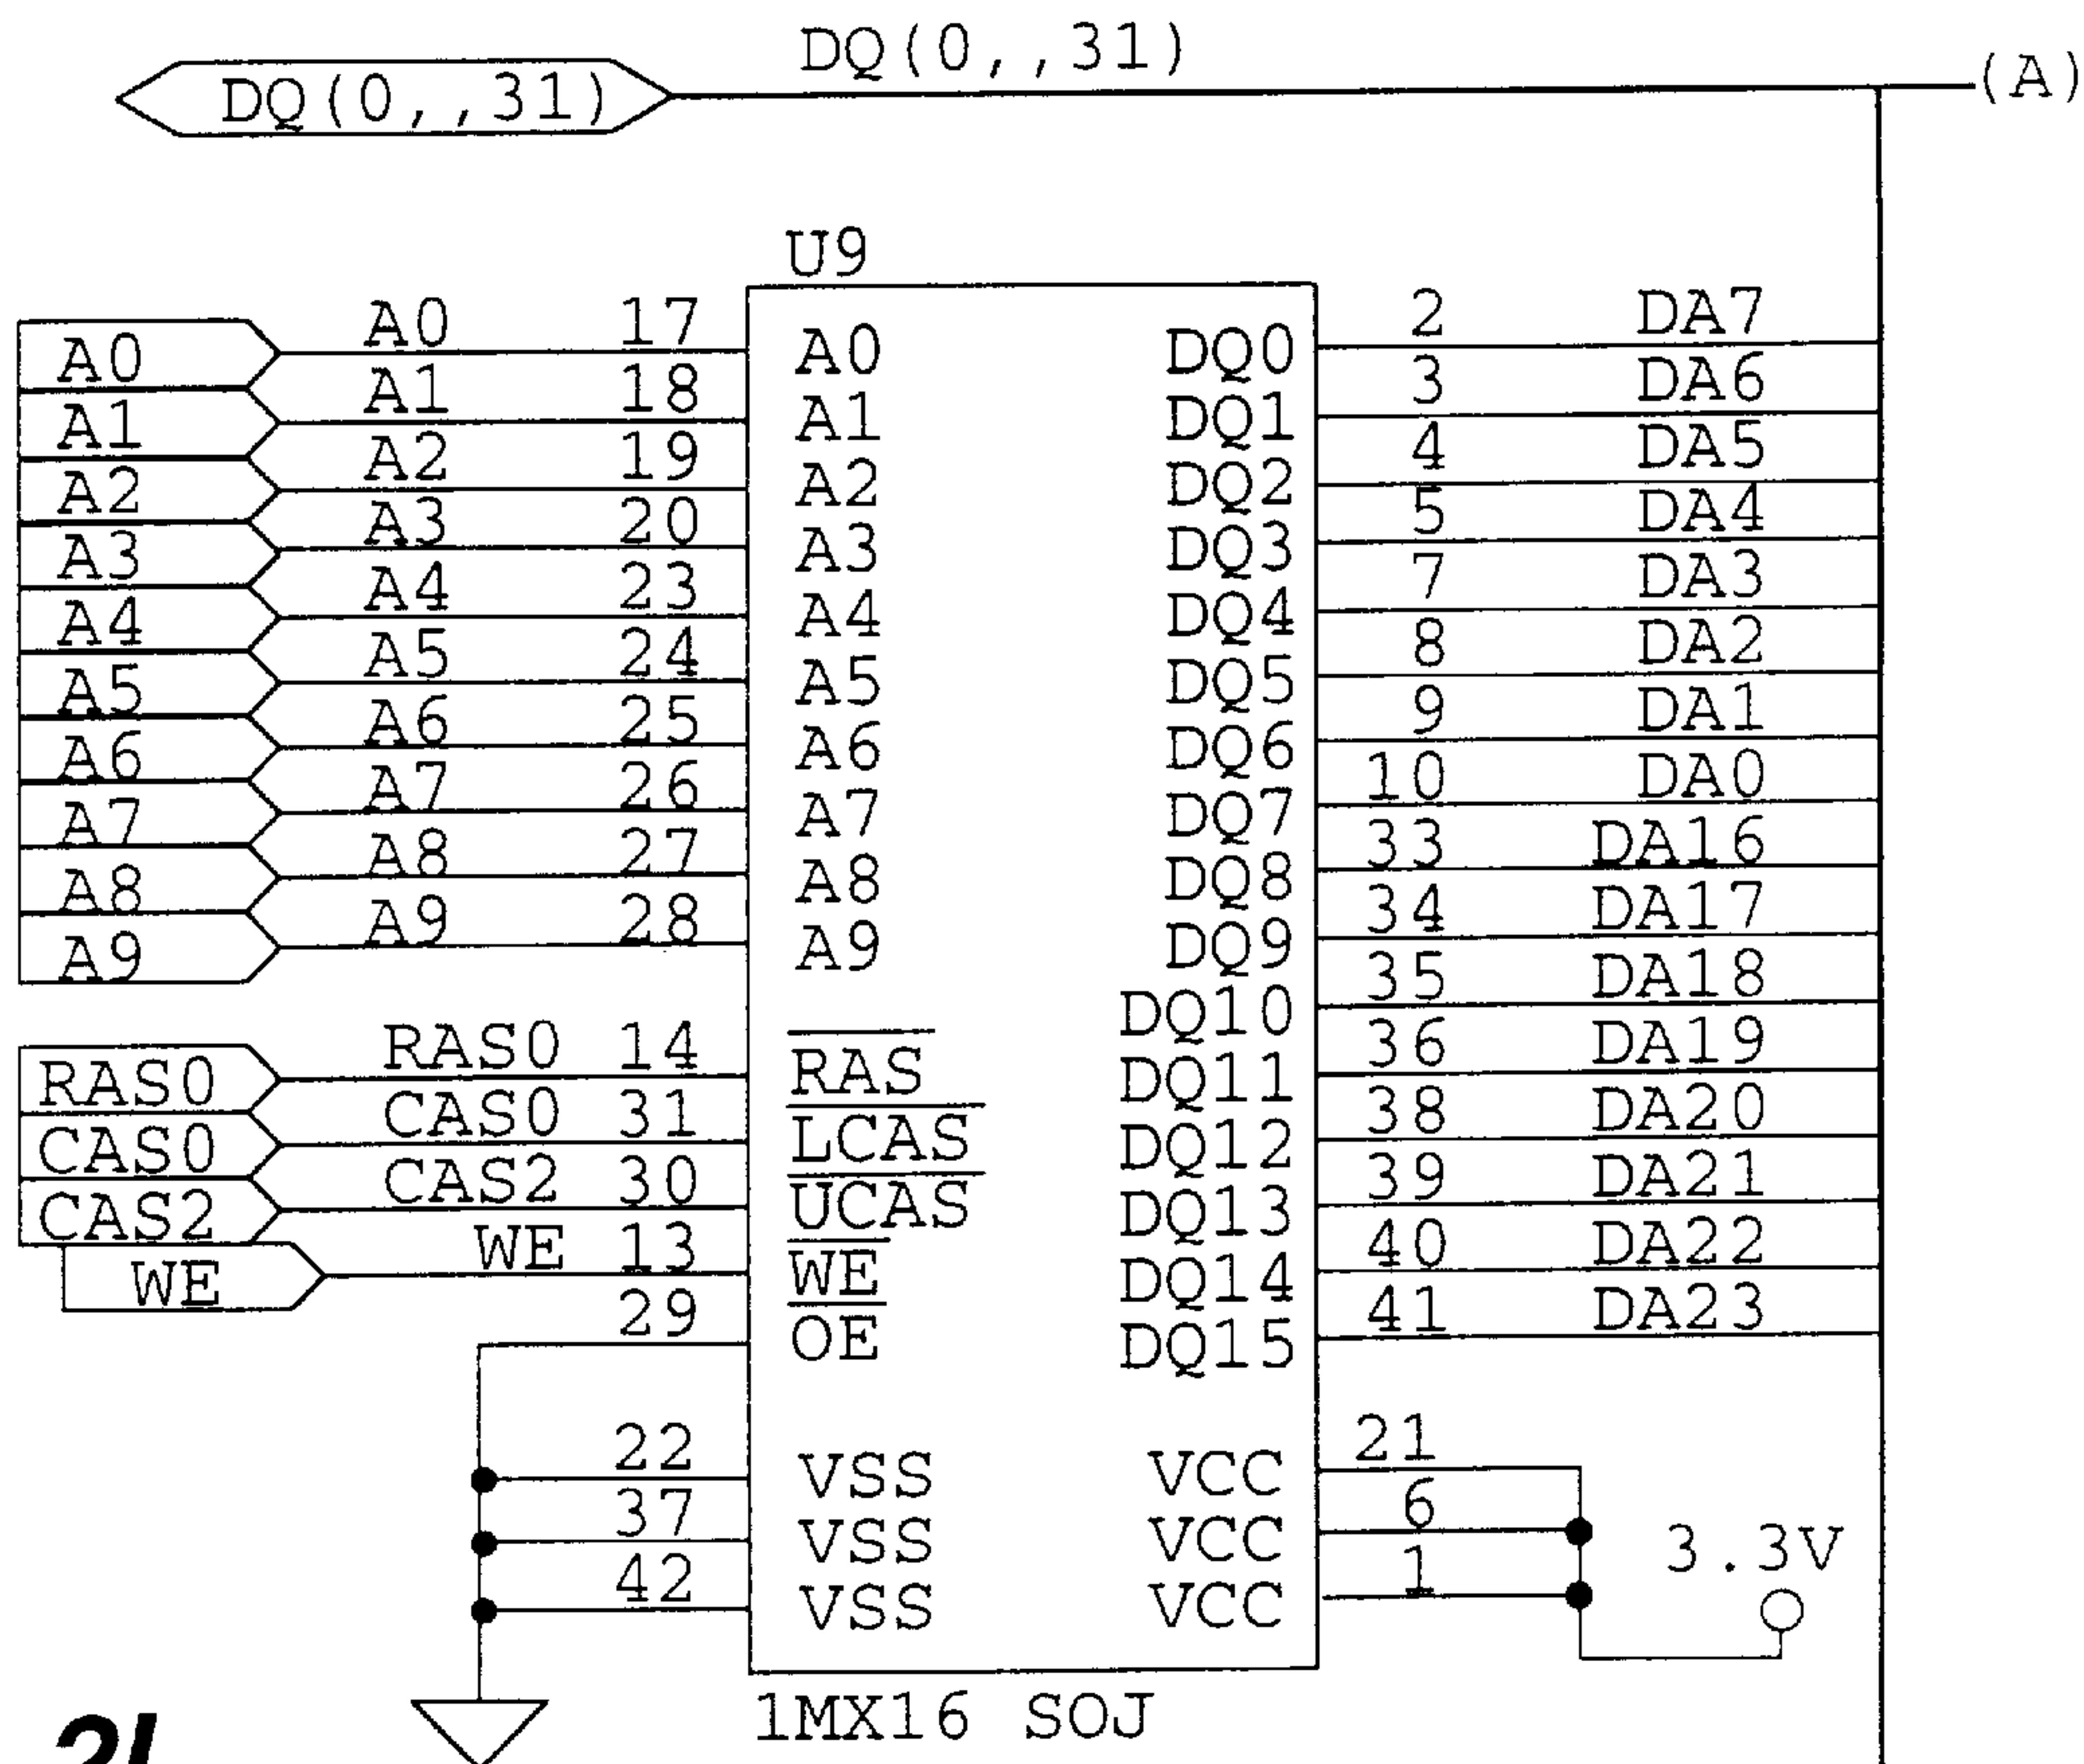 DQ(0,,31)
DQ(0,,31) (A)
U9
A0 A0 17 A0 DQ0 2 DA7
A1 A1 18 A1 DQ1 3 DA6
A2 A2 19 A2 DQ2 4 DA5
A3 A3 20 A3 DQ3 5 DA4
A4 A4 23 A4 DQ4 7 DA3
A5 A5 24 A5 DQ5 8 DA2
A6 A6 25 A6 DQ6 9 DA1
A7 A7 26 A7 DQ7 10 DA0
A8 A8 27 A8 DQ8 33 DA16
A9 A9 28 A9 DQ9 34 DA17
DQ10 35 DA18
RAS0 RAS0 14 RAS DQ11 36 DA19
CAS0 CAS0 31 LCAS DQ12 38 DA20
CAS2 CAS2 30 UCAS DQ13 39 DA21
WE WE 13 WE DQ14 40 DA22
29 OE DQ15 41 DA23
22 VSS VCC 21
37 VSS VCC 6
42 VSS VCC 1 3.3V
1MX16 SOJ